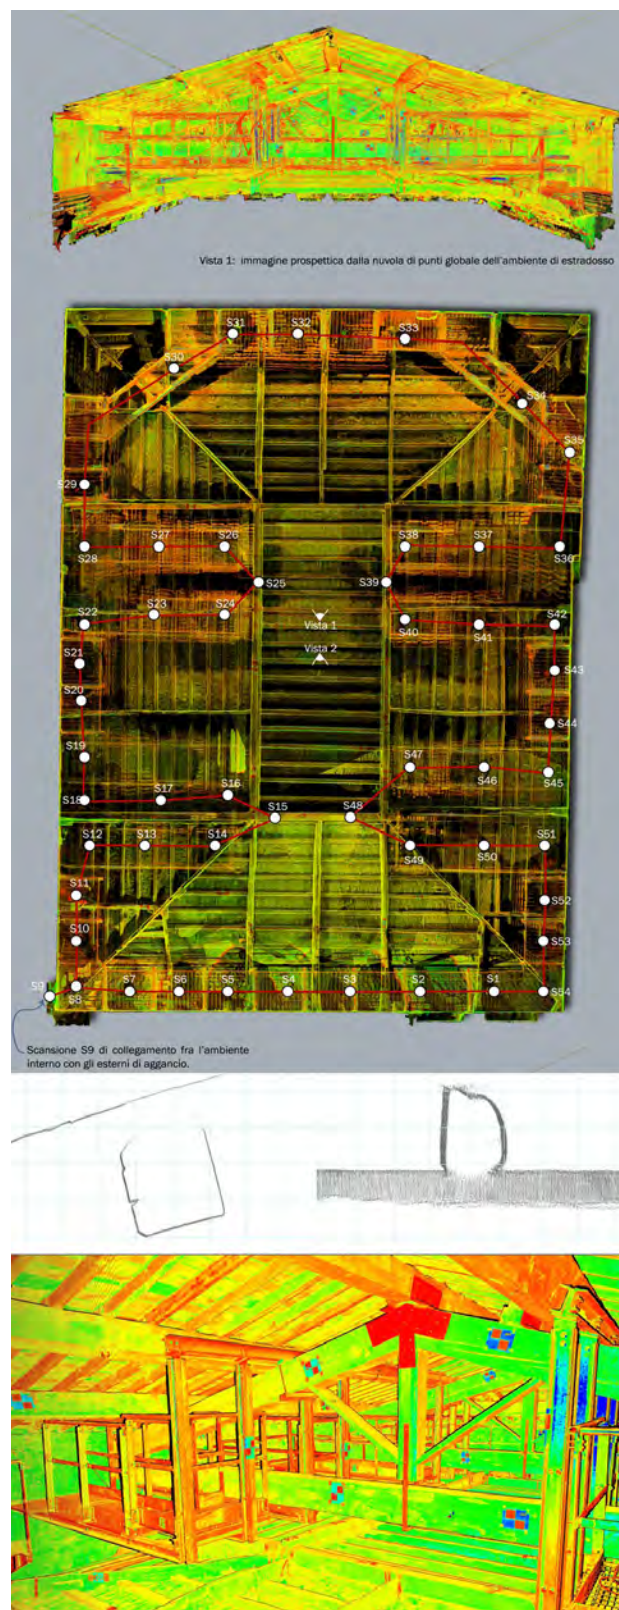 Vista 1: immagine prospettica dalla nuvola di punti globale dell'ambiente di estradosso
S31 S32 S33
S30
S34
S35
S29
S28 S27 S26 S38 S37 S36
S25 S39
S22 S23 S24 S40 S41 S42
Vista 1
Vista 2
S21 S43
S20
S44
S19 S47 S46 S45
S18 S17 S16
S15 S48
S12 S13 S14 S49 S50 S51
S11
S52
S10 S53
S9 S8 S7 S6 S5 S4 S3 S2 S1 S54
Scansione S9 di collegamento fra l'ambiente
interno con gli esterni di aggancio.